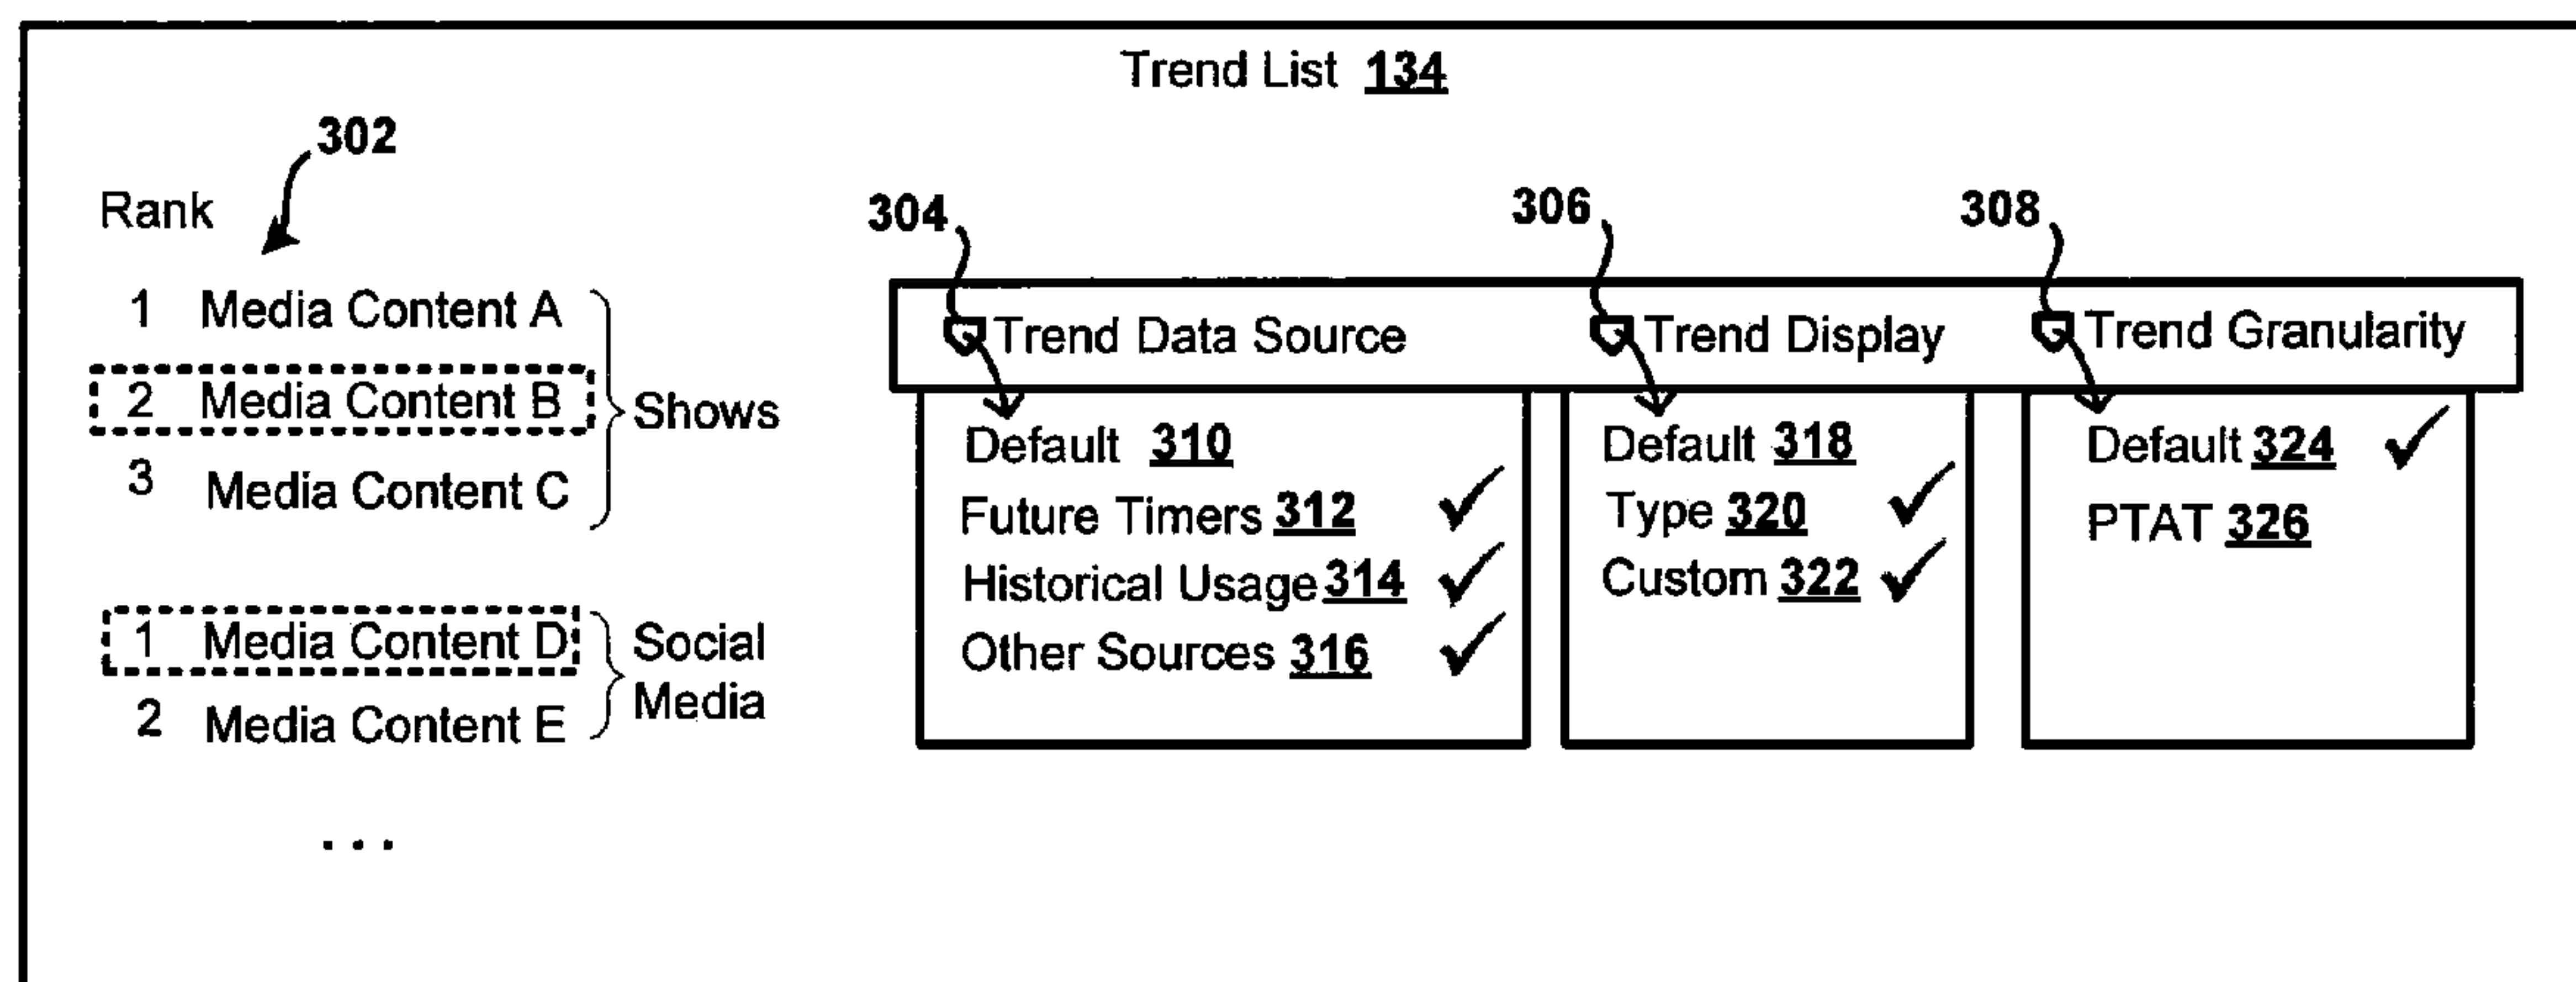 Trend List 134
302
Rank
1 Media Content A
2 Media Content B
3 Media Content C
Shows
1 Media Content D
2 Media Content E
Social
Media
...
304
306
308
Trend Data Source
Trend Display
Trend Granularity
Default 310
Future Timers 312
Historical Usage 314
Other Sources 316
Default 318
Type 320
Custom 322
Default 324
PTAT 326